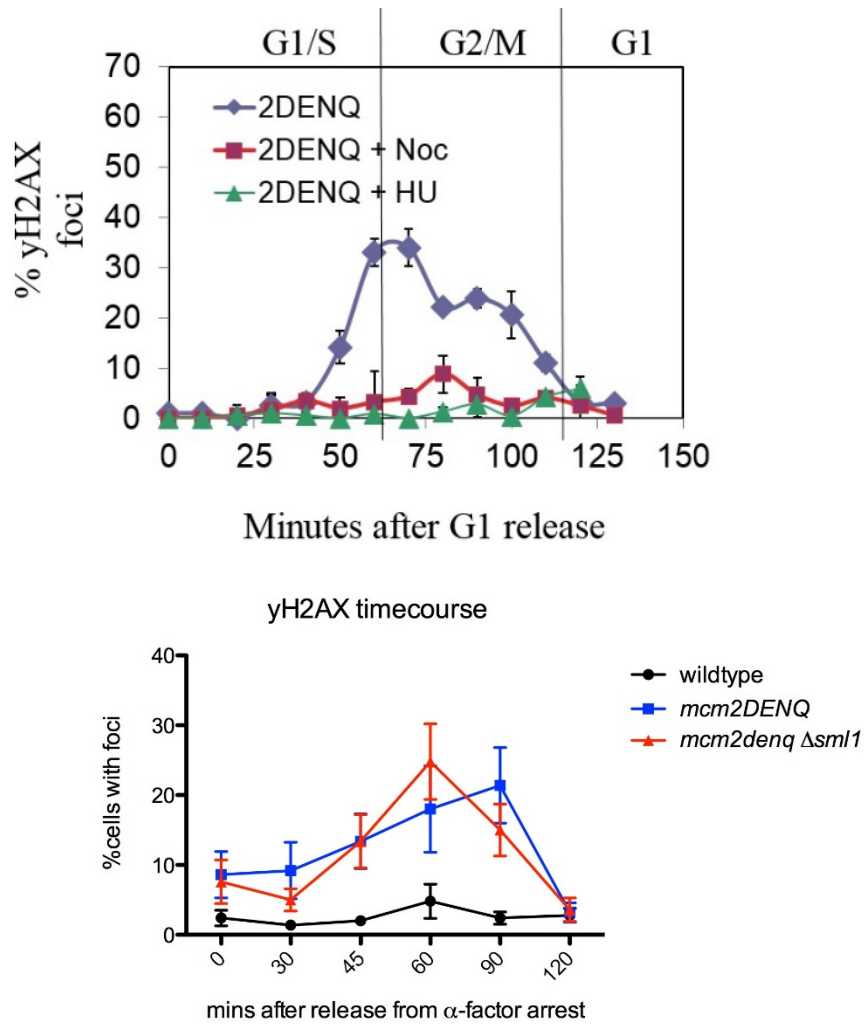 G1/S G2/M G1
70
60
50
40
30
20
10
0
% yH2AX
foci
2DENQ
2DENQ + Noc
2DENQ + HU
0 25 50 75 100 125 150
Minutes after G1 release
yH2AX timecourse
40
30
20
10
0
%cells with foci
wildtype
mcm2DENQ
mcm2denq Δsml1
0 30 45 60 90 120
mins after release from α-factor arrest